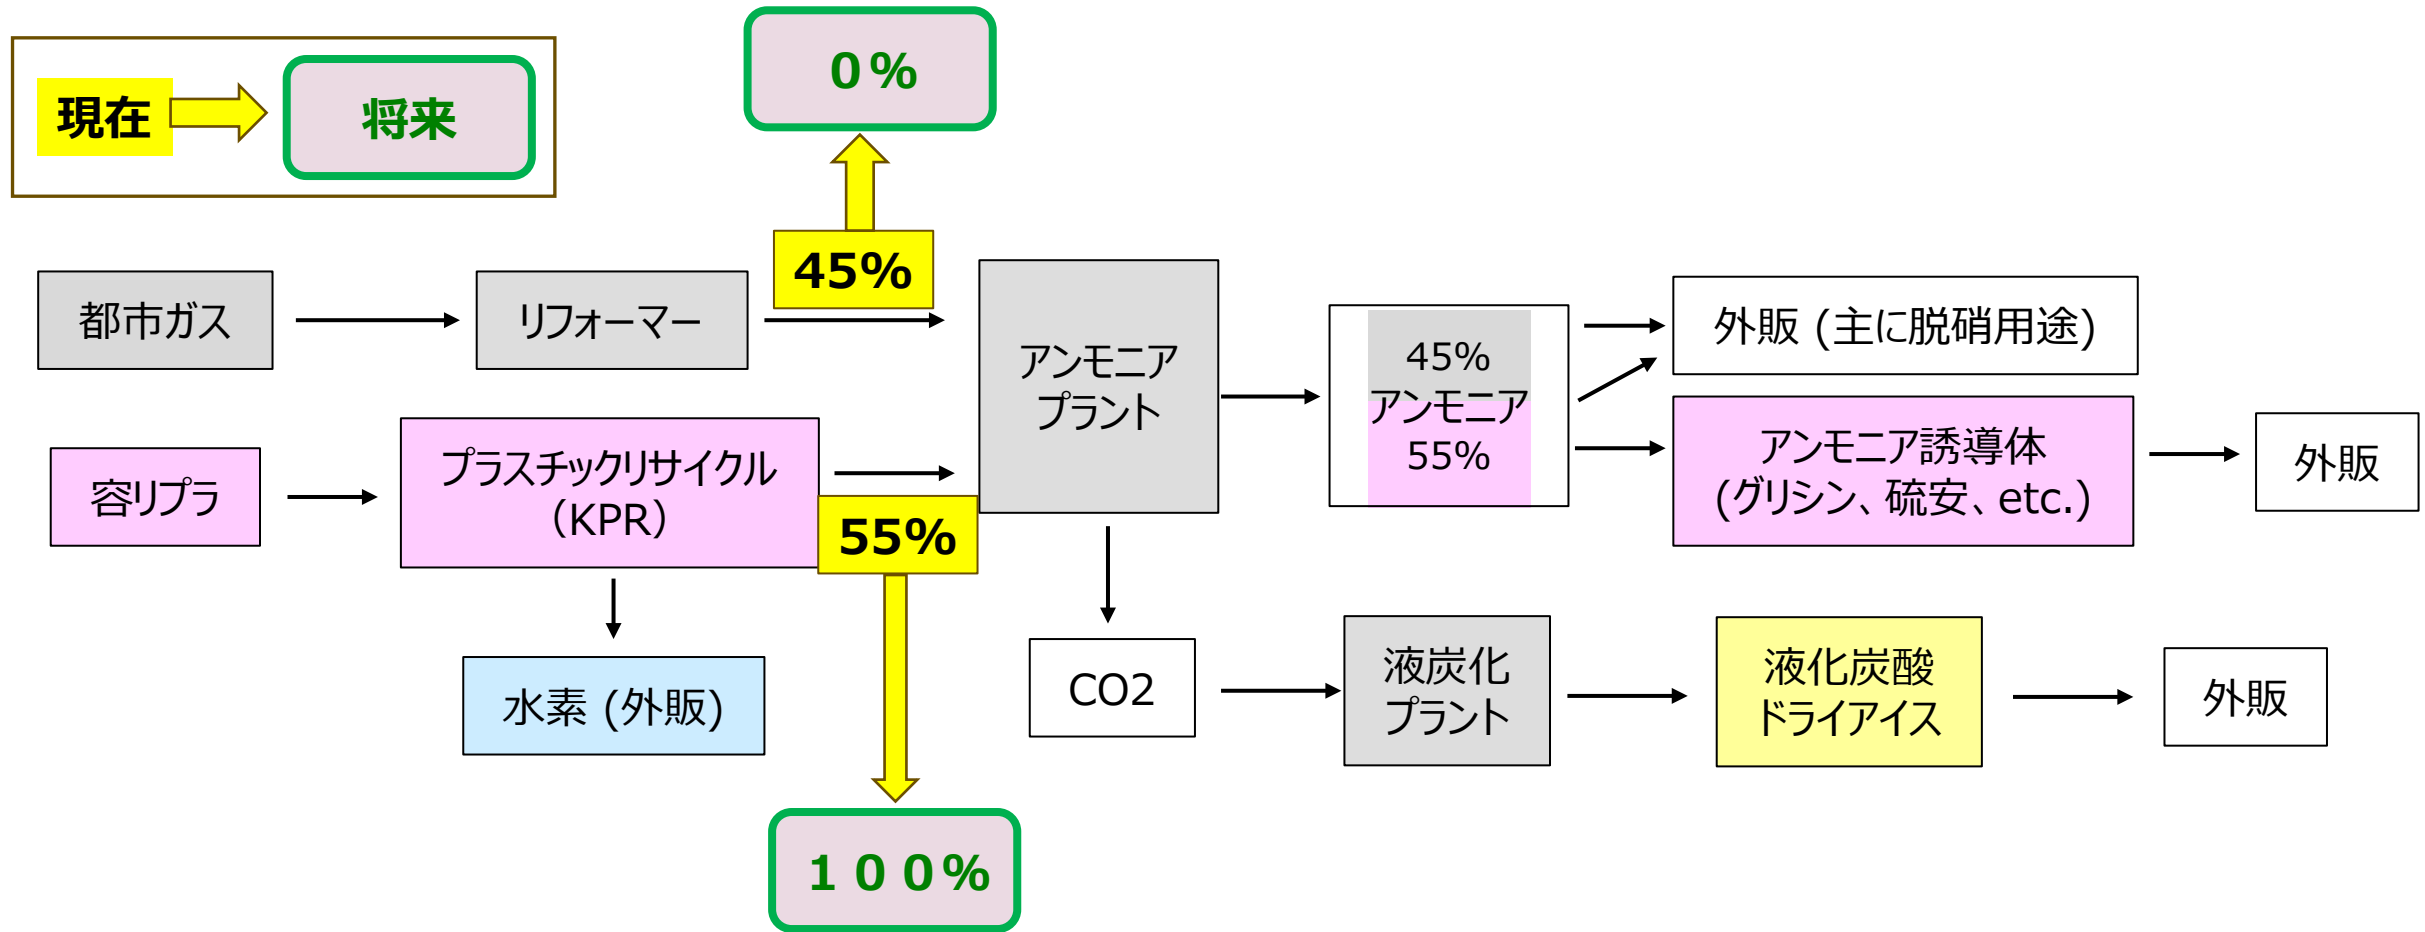 現在
将来
0%
45%
都市ガス
リフォーマー
アンモニア
プラント
45%
アンモニア
55%
外販 (主に脱硝用途)
容リプラ
プラスチックリサイクル
(KPR)
55%
アンモニア誘導体
(グリシン、硫安、etc.)
外販
水素 (外販)
CO2
液炭化
プラント
液化炭酸
ドライアイス
外販
100%